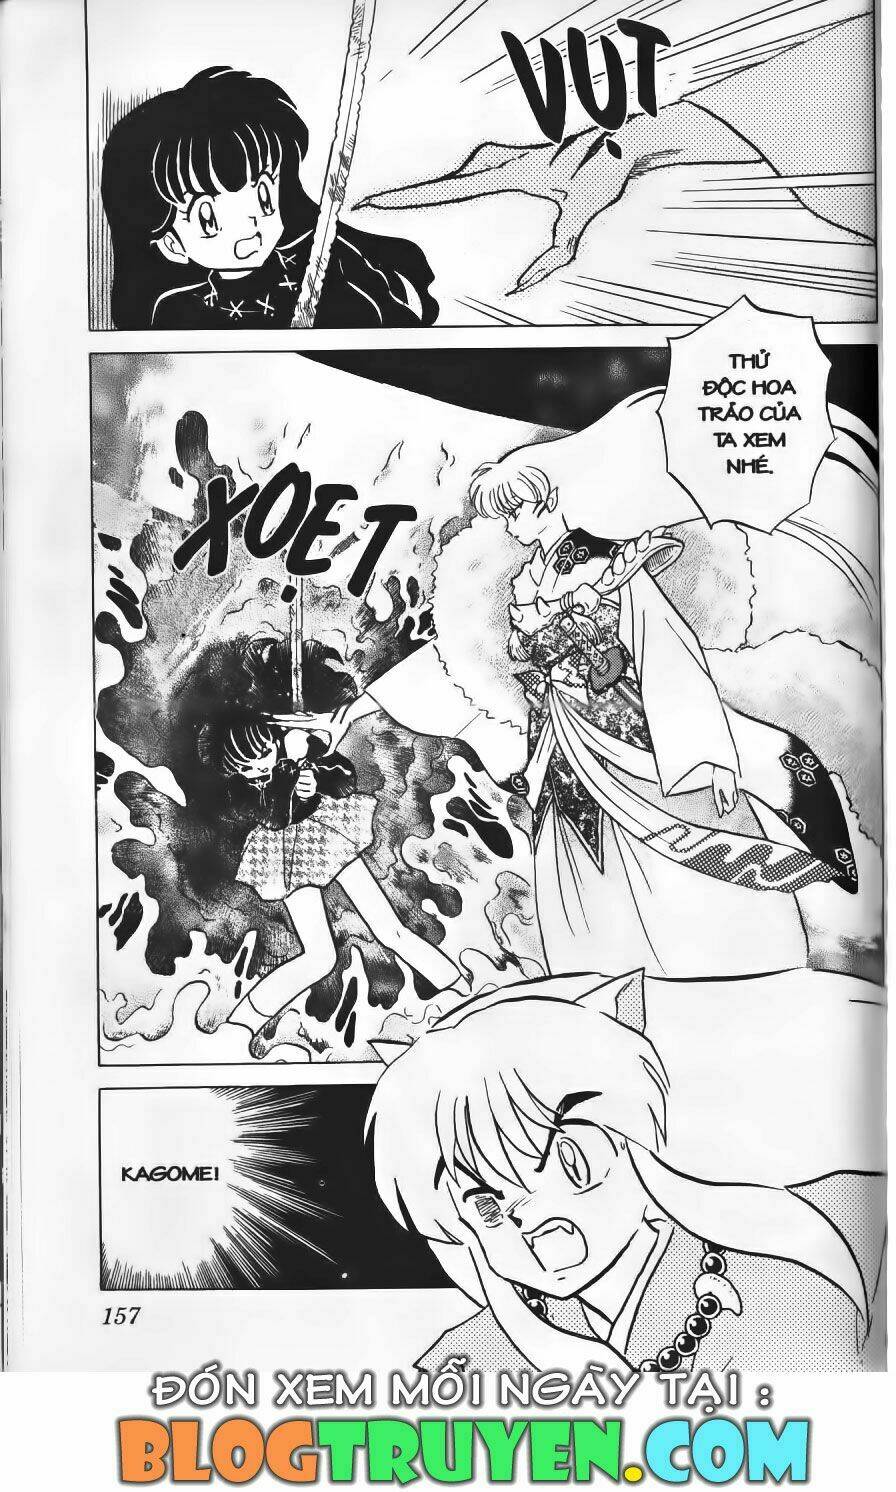 VỤT
THỬ
ĐỘC HOA
TRẢO CỦA
TA XEM
NHÉ.
XOẸT
KAGOME!
157
ĐÓN XEM MỖI NGÀY TẠI :
BLOGTRUYEN.COM